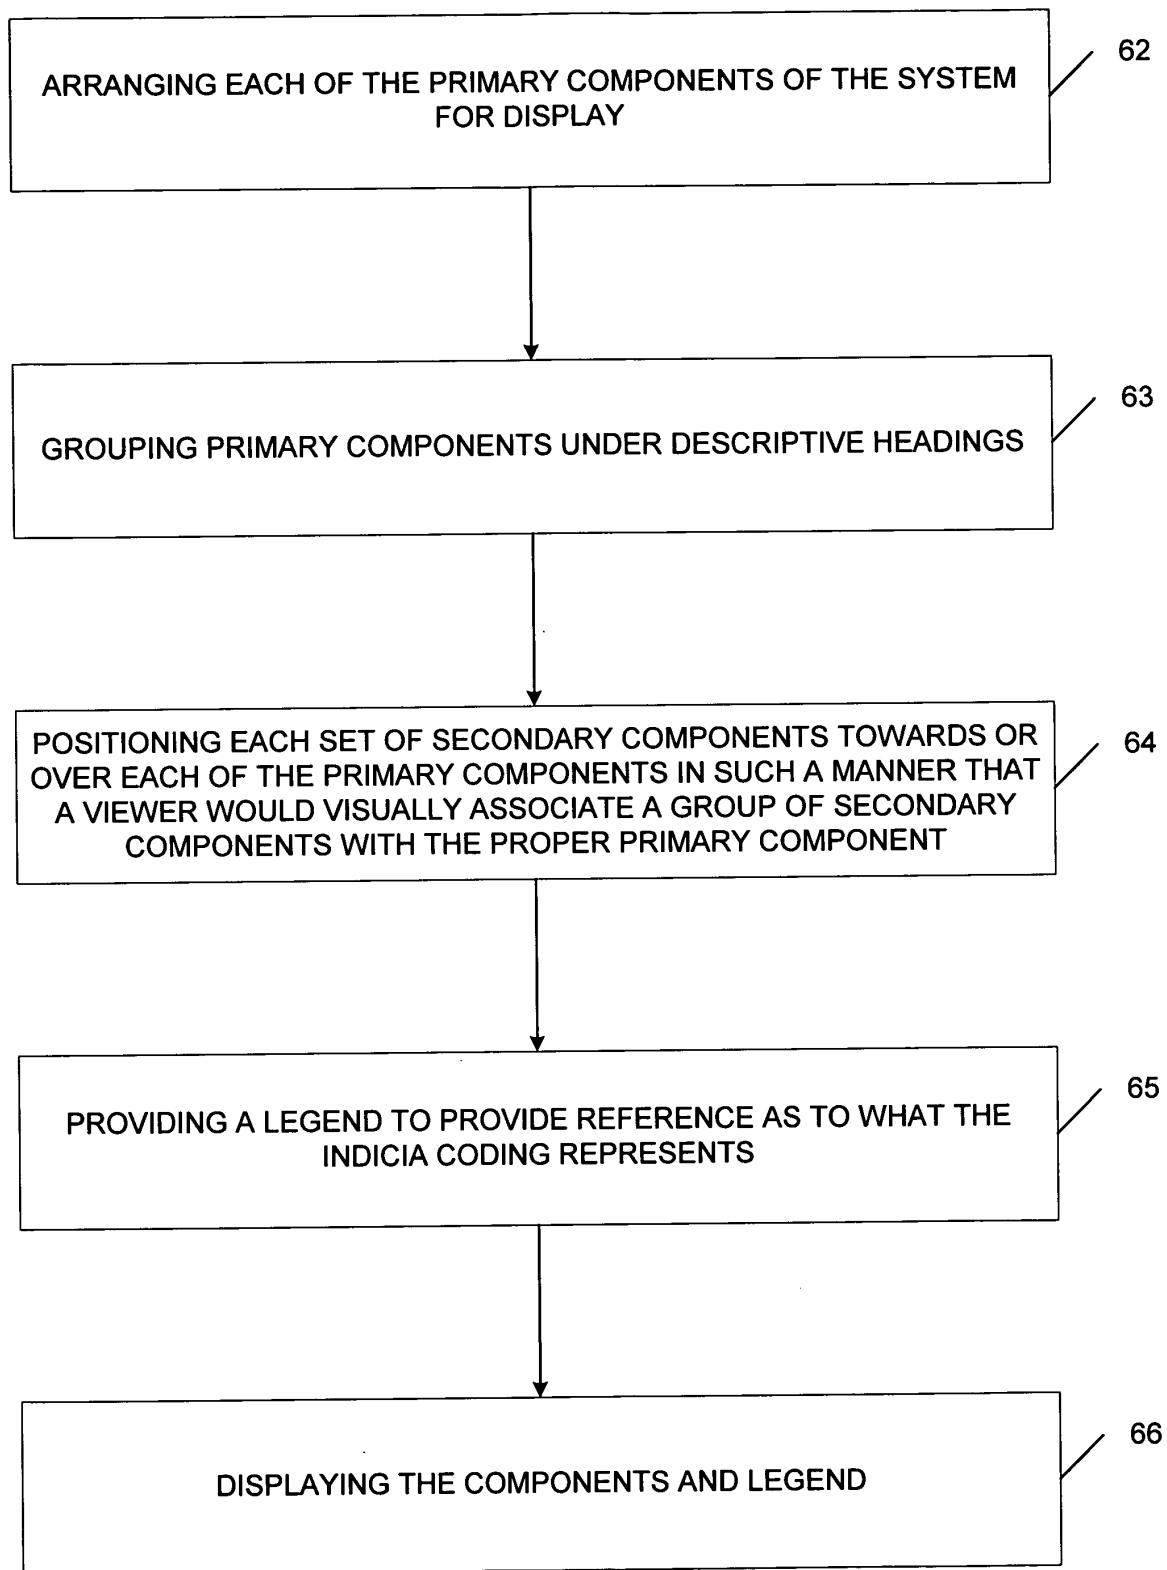 ARRANGING EACH OF THE PRIMARY COMPONENTS OF THE SYSTEM
FOR DISPLAY
62
GROUPING PRIMARY COMPONENTS UNDER DESCRIPTIVE HEADINGS
63
POSITIONING EACH SET OF SECONDARY COMPONENTS TOWARDS OR
OVER EACH OF THE PRIMARY COMPONENTS IN SUCH A MANNER THAT
A VIEWER WOULD VISUALLY ASSOCIATE A GROUP OF SECONDARY
COMPONENTS WITH THE PROPER PRIMARY COMPONENT
64
PROVIDING A LEGEND TO PROVIDE REFERENCE AS TO WHAT THE
INDICIA CODING REPRESENTS
65
DISPLAYING THE COMPONENTS AND LEGEND
66